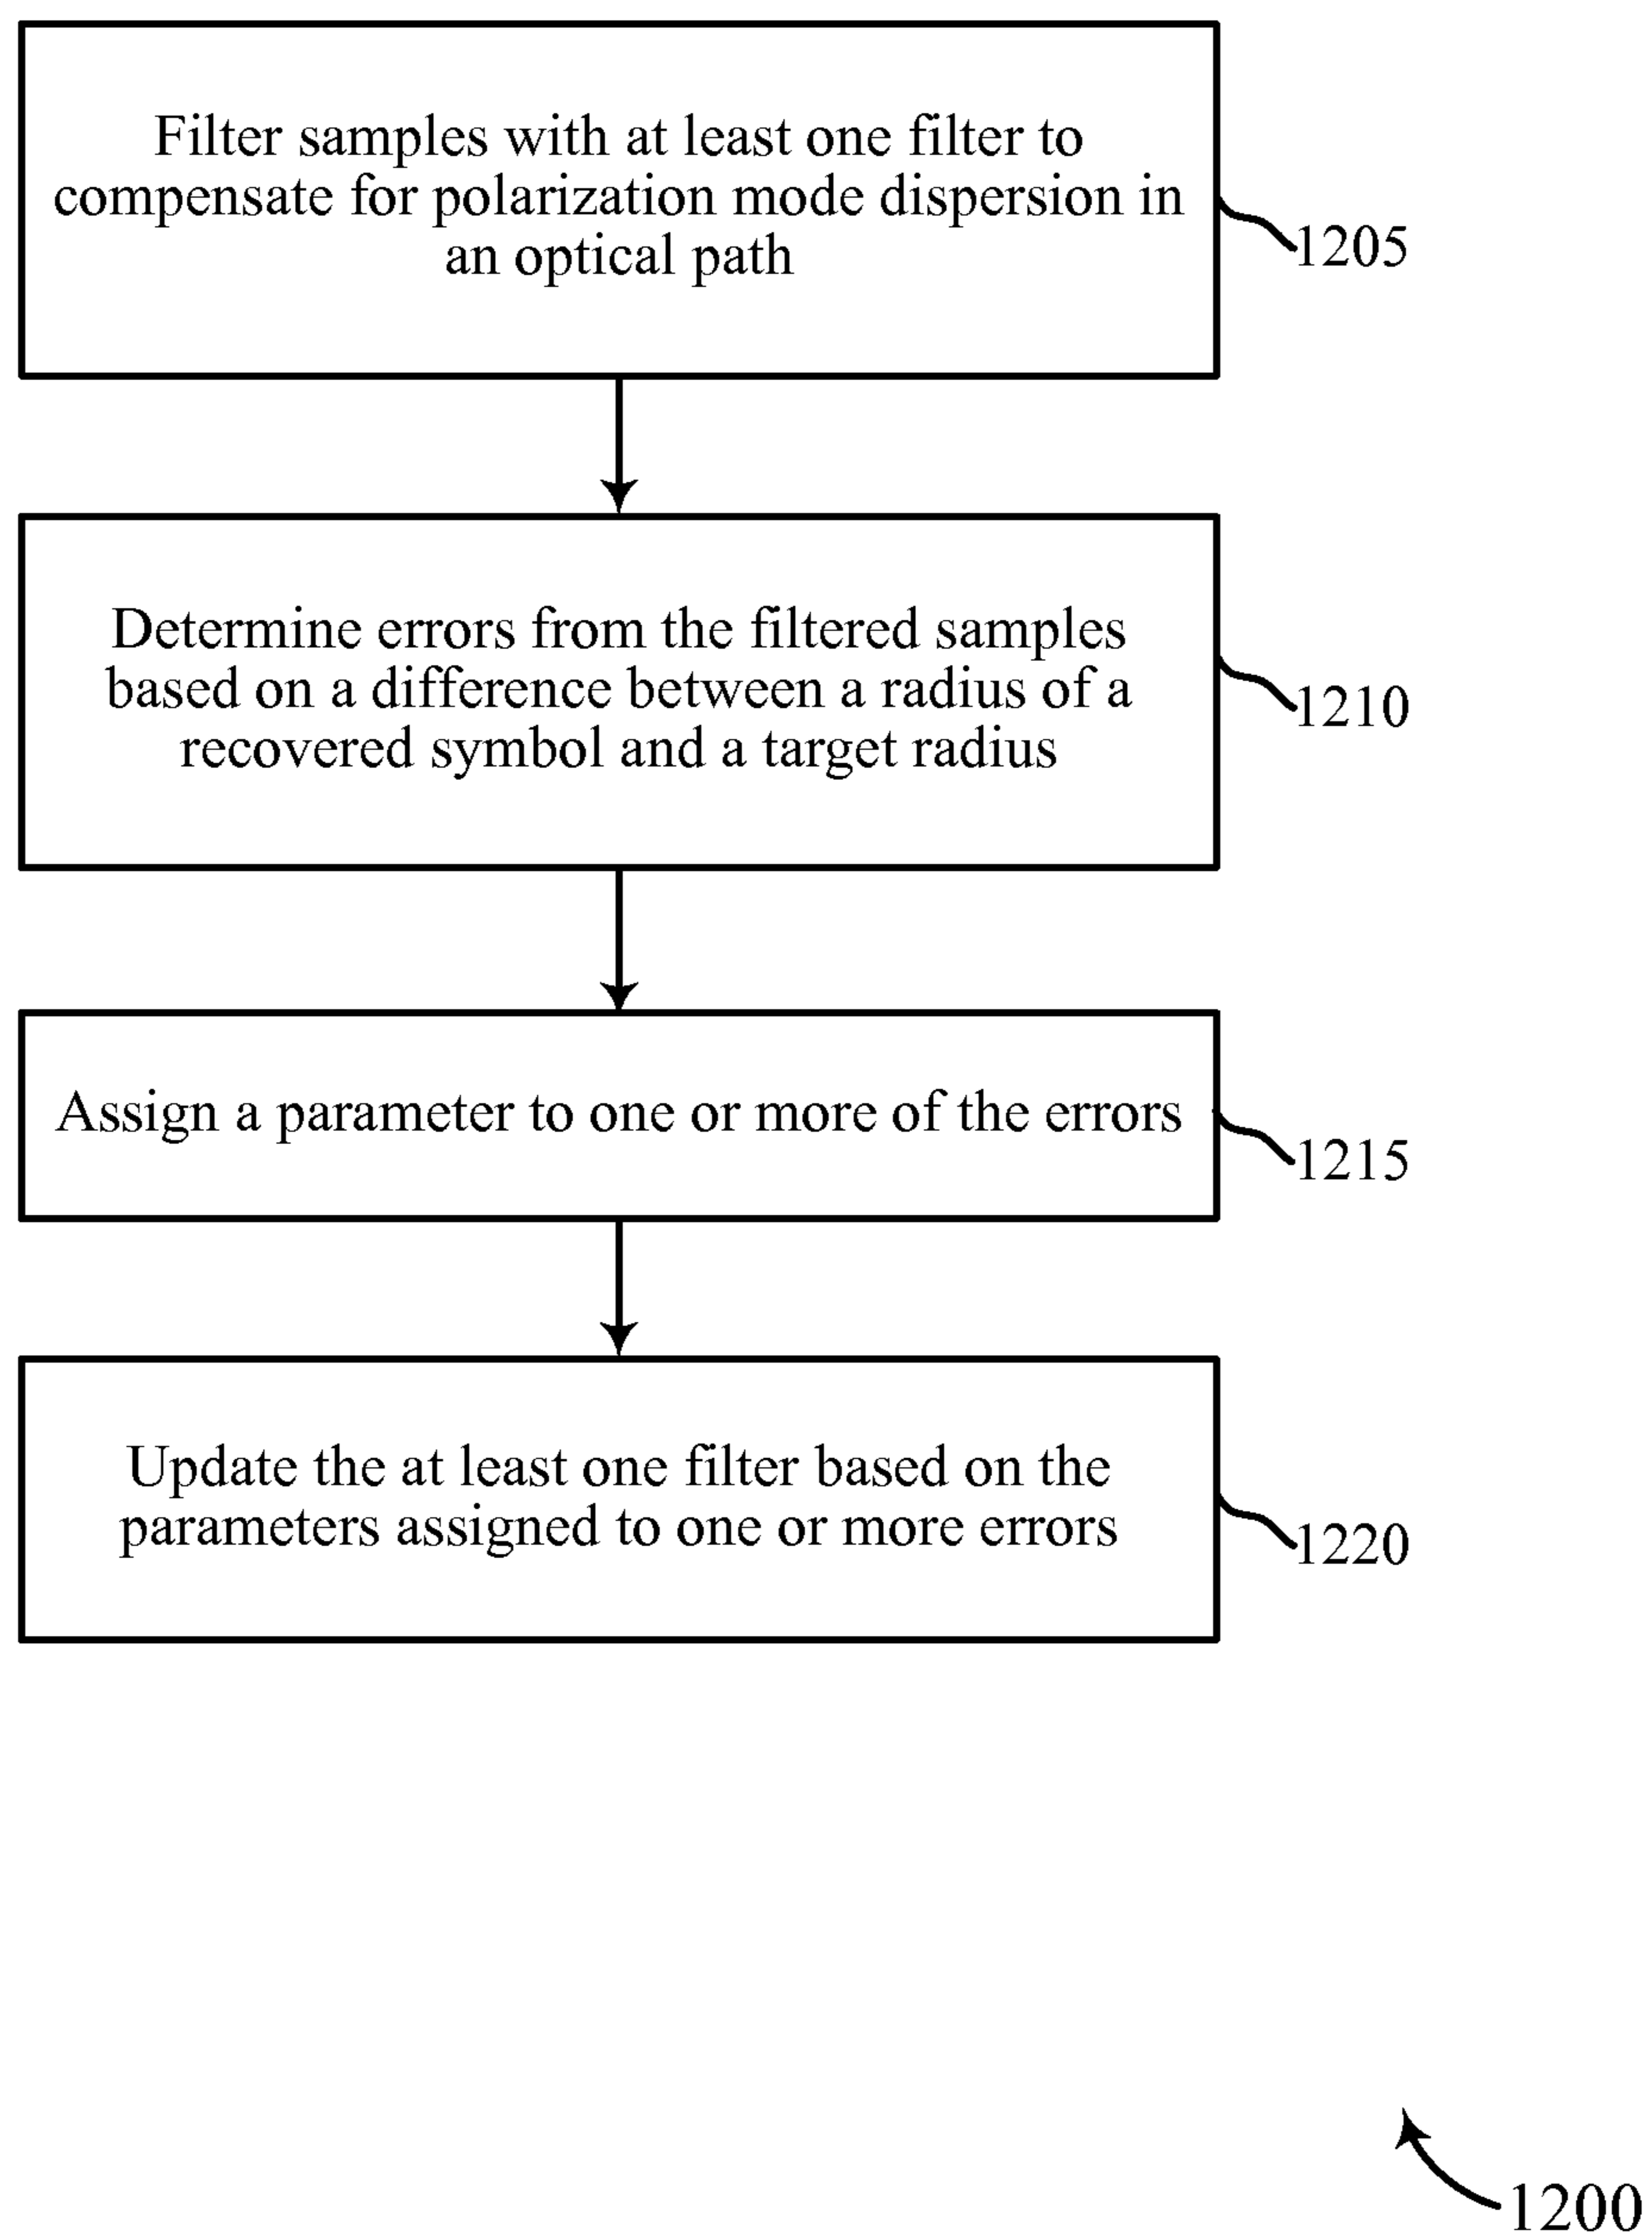 Filter samples with at least one filter to
compensate for polarization mode dispersion in
an optical path
1205
Determine errors from the filtered samples
based on a difference between a radius of a
recovered symbol and a target radius
1210
Assign a parameter to one or more of the errors
1215
Update the at least one filter based on the
parameters assigned to one or more errors
1220
1200